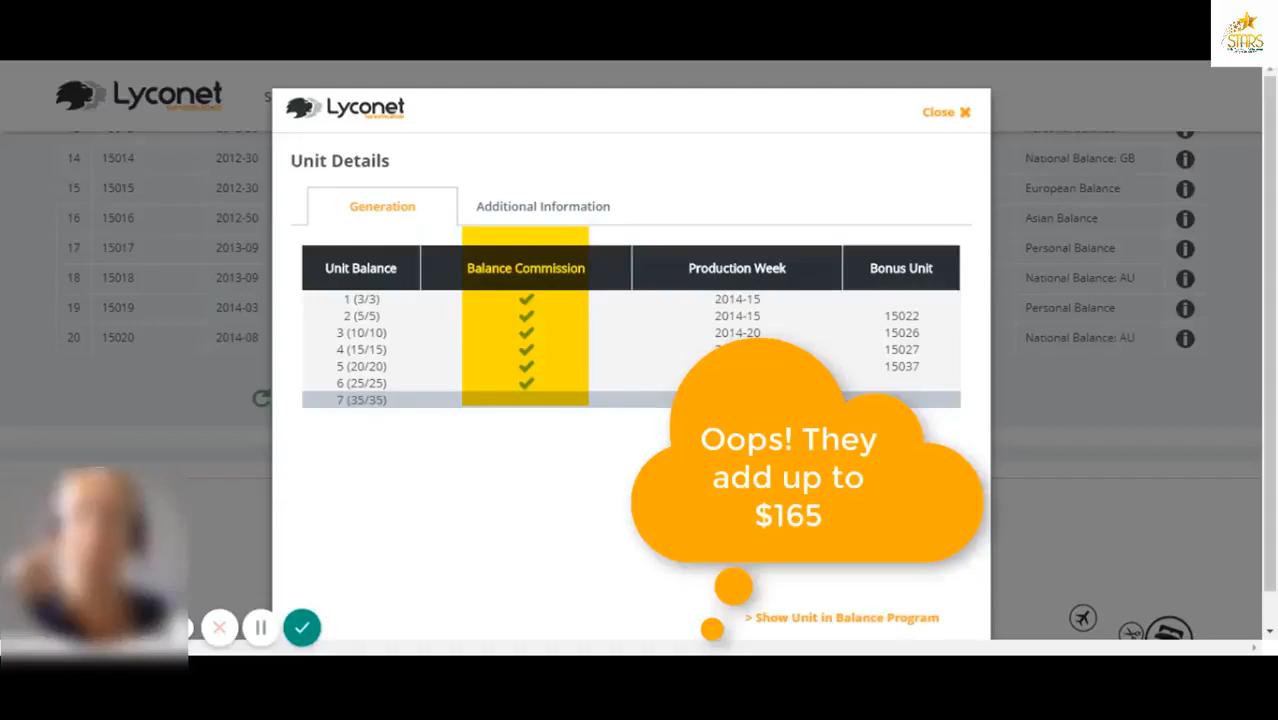 STARS
Lyconet
S
14 15014 2012-30 National Balance: GB
15 15015 2012-30 European Balance
16 15016 2012-50 Asian Balance
17 15017 2013-09 Personal Balance
18 15018 2013-09 National Balance: AU
19 15019 2014-03 Personal Balance
20 15020 2014-08 National Balance: AU
Lyconet
Close ✖
Unit Details
Generation Additional Information
Unit Balance Balance Commission Production Week Bonus Unit
1 (3/3) ✔ 2014-15
2 (5/5) ✔ 2014-15 15022
3 (10/10) ✔ 2014-20 15026
4 (15/15) ✔ 15027
5 (20/20) ✔ 15037
6 (25/25) ✔
7 (35/35)
Oops! They
add up to
$165
> Show Unit in Balance Program